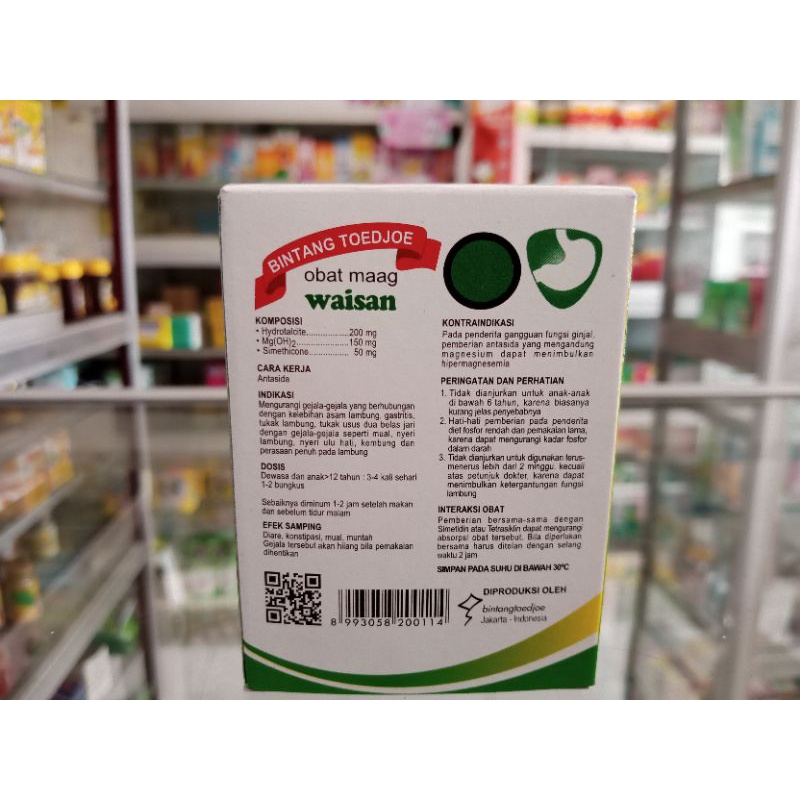 BINTANG TOEDJOE
obat maag
waisan
KOMPOSISI
• Hydrotalcite....................200 mg
• Mg(OH)2.......................150 mg
• Simethicone................... 50 mg
CARA KERJA
Antasida
INDIKASI
Mengurangi gejala-gejala yang berhubungan
dengan kelebihan asam lambung, gastritis,
tukak lambung, tukak usus dua belas jari
dengan gejala-gejala seperti mual, nyeri
lambung, nyeri ulu hati, kembung dan
perasaan penuh pada lambung
DOSIS
Dewasa dan anak>12 tahun : 3-4 kali sehari
1-2 bungkus
Sebaiknya diminum 1-2 jam setelah makan
dan sebelum tidur malam
EFEK SAMPING
Diare, konstipasi, mual, muntah
Gejala tersebut akan hilang bila pemakaian
dihentikan
8 993058 200114
KONTRAINDIKASI
Pada penderita gangguan fungsi ginjal,
pemberian antasida yang mengandung
magnesium dapat menimbulkan
hipermagnesemia
PERINGATAN DAN PERHATIAN
1. Tidak dianjurkan untuk anak-anak
di bawah 6 tahun, karena biasanya
kurang jelas penyebabnya
2. Hati-hati pemberian pada penderita
diet fosfor rendah dan pemakaian lama,
karena dapat mengurangi kadar fosfor
dalam darah
3. Tidak dianjurkan untuk digunakan terus-
menerus lebih dari 2 minggu, kecuali
atas petunjuk dokter, karena dapat
menimbulkan ketergantungan fungsi
lambung
INTERAKSI OBAT
Pemberian bersama-sama dengan
Simetidin atau Tetrasiklin dapat mengurangi
absorpsi obat tersebut. Bila diperlukan
bersama harus ditelan dengan selang
waktu 2 jam
SIMPAN PADA SUHU DI BAWAH 30ºC
DIPRODUKSI OLEH
bintangtoedjoe
Jakarta - Indonesia